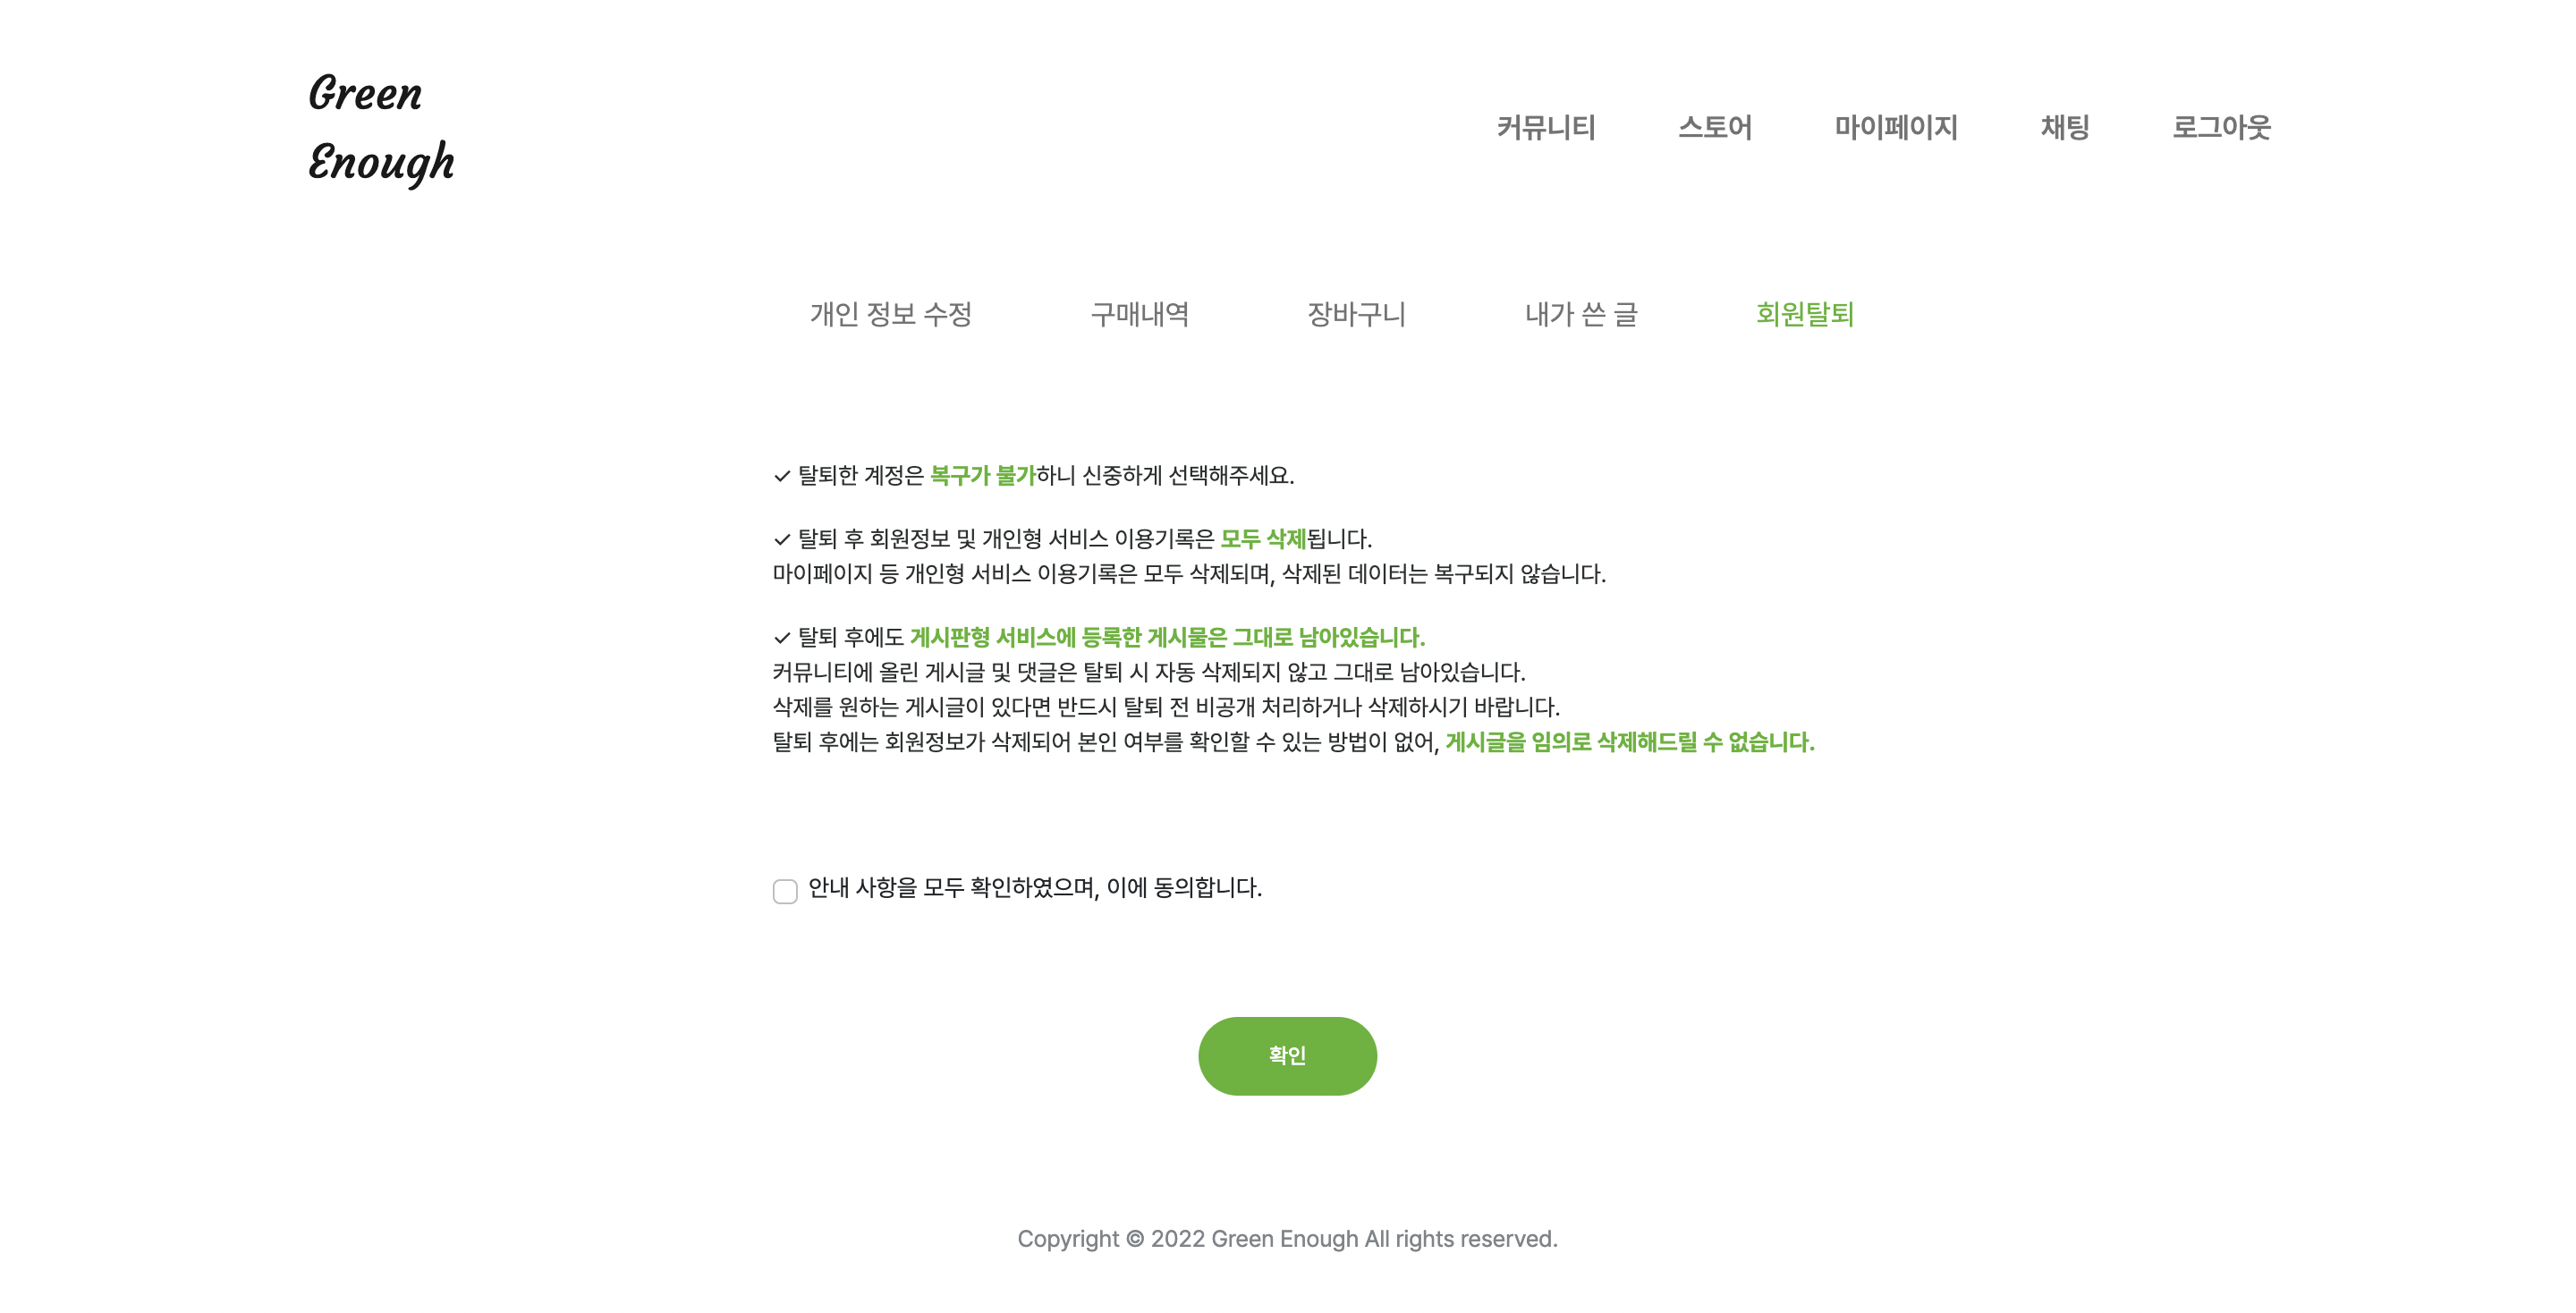 Green
Enough
커뮤니티 스토어 마이페이지 채팅 로그아웃
개인 정보 수정 구매내역 장바구니 내가 쓴 글 회원탈퇴
✓ 탈퇴한 계정은 복구가 불가하니 신중하게 선택해주세요.
✓ 탈퇴 후 회원정보 및 개인형 서비스 이용기록은 모두 삭제됩니다.
마이페이지 등 개인형 서비스 이용기록은 모두 삭제되며, 삭제된 데이터는 복구되지 않습니다.
✓ 탈퇴 후에도 게시판형 서비스에 등록한 게시물은 그대로 남아있습니다.
커뮤니티에 올린 게시글 및 댓글은 탈퇴 시 자동 삭제되지 않고 그대로 남아있습니다.
삭제를 원하는 게시글이 있다면 반드시 탈퇴 전 비공개 처리하거나 삭제하시기 바랍니다.
탈퇴 후에는 회원정보가 삭제되어 본인 여부를 확인할 수 있는 방법이 없어, 게시글을 임의로 삭제해드릴 수 없습니다.
안내 사항을 모두 확인하였으며, 이에 동의합니다.
확인
Copyright © 2022 Green Enough All rights reserved.